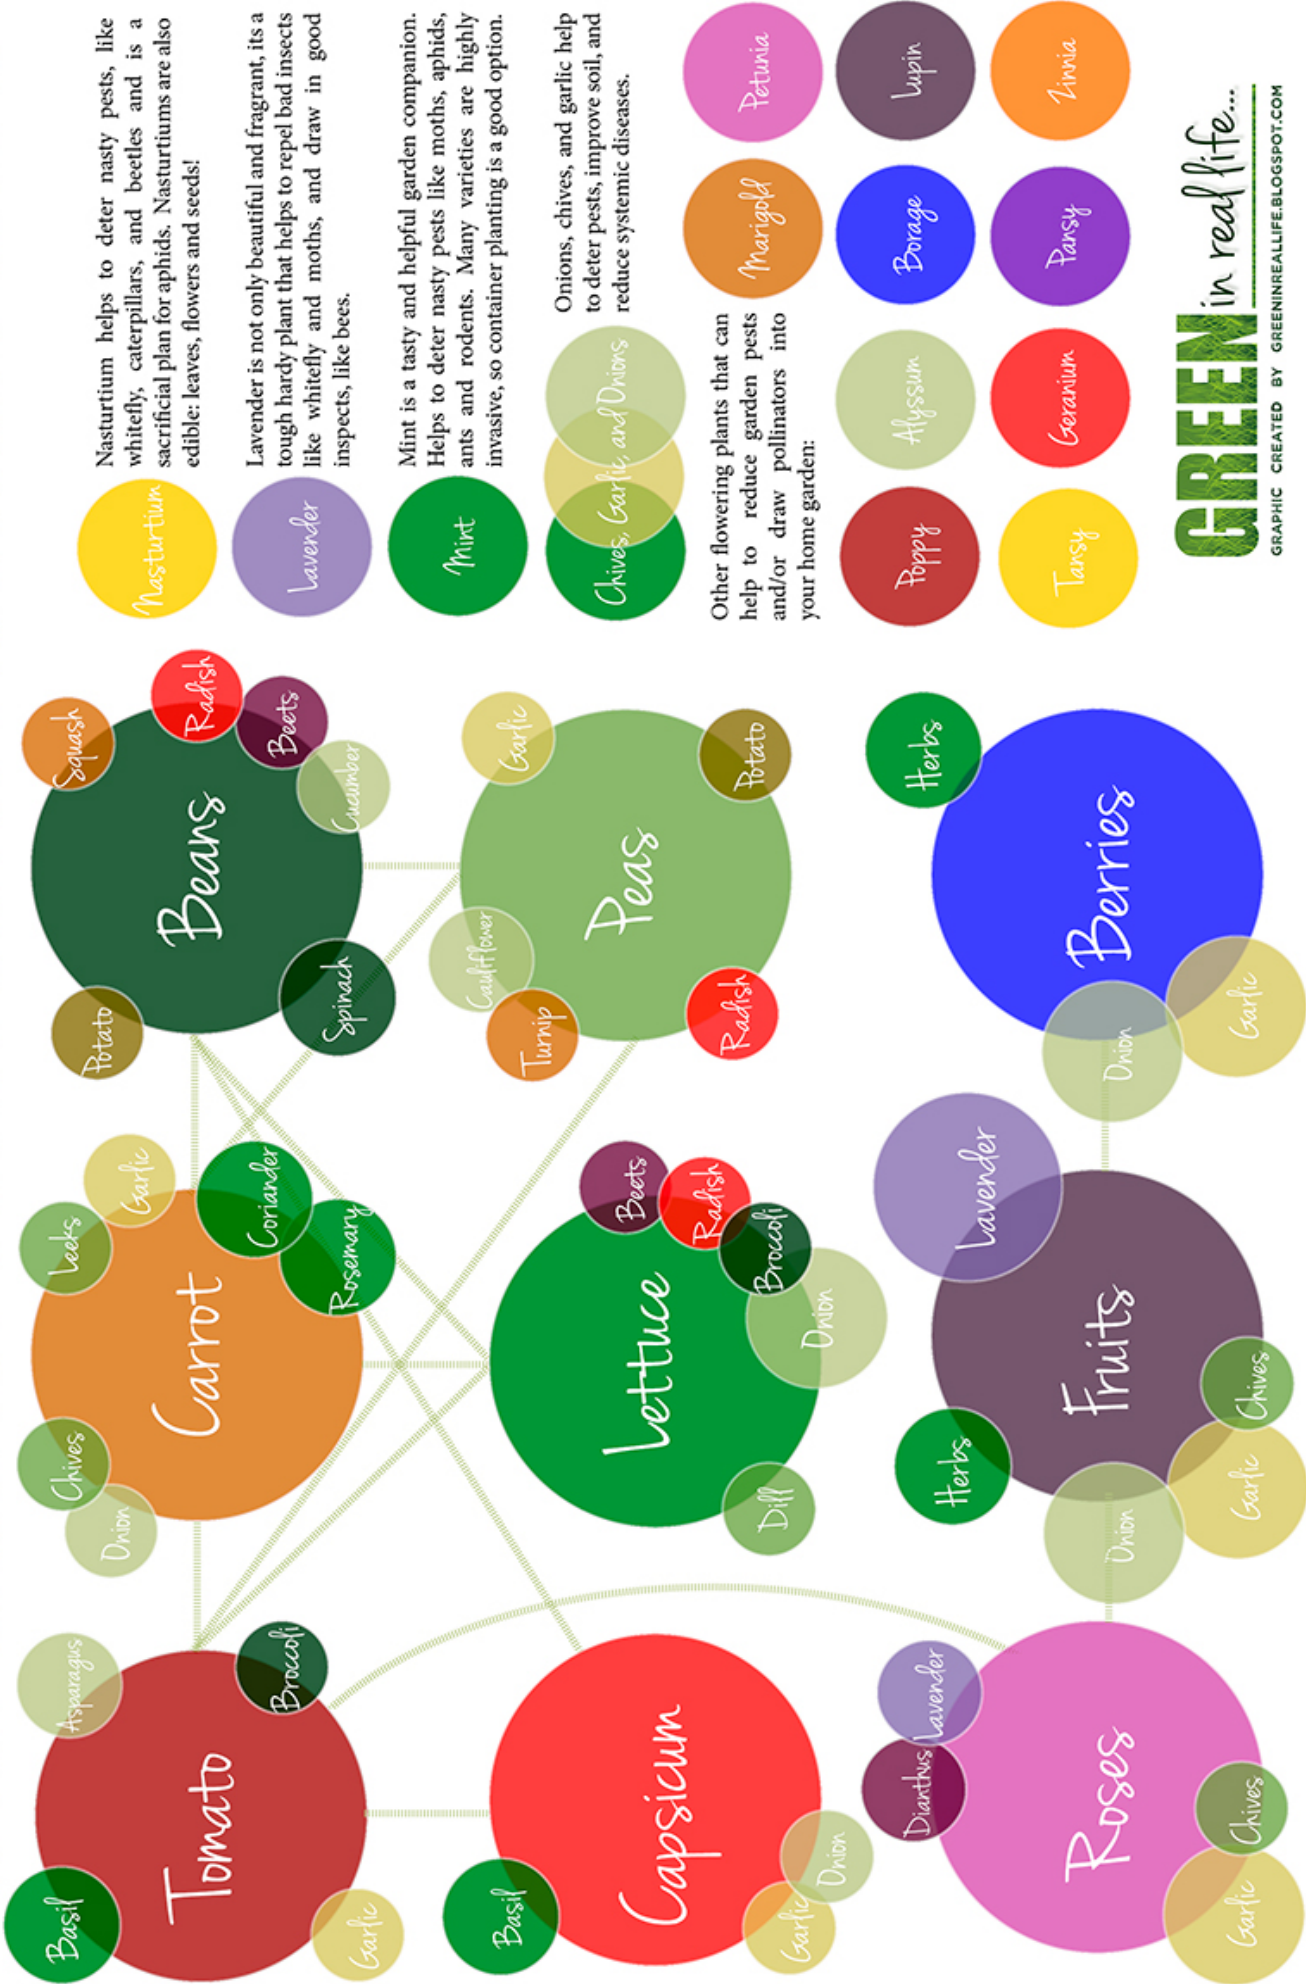 Basil
Asparagus
Tomato
Garlic
Broccoli
Chives
Leeks
Onion
Garlic
Carrot
Coriander
Rosemary
Potato
Squash
Radish
Beans
Beets
Spinach
Cucumber
Basil
Capsicum
Garlic
Onion
Beets
Radish
Lettuce
Broccoli
Dill
Onion
Cauliflower
Garlic
Turnip
Peas
Radish
Potato
Dianthus
Lavender
Roses
Garlic
Chives
Herbs
Lavender
Fruits
Onion
Garlic
Chives
Herbs
Berries
Onion
Garlic
Nasturtium
Nasturtium helps to deter nasty pests, like
whitefly, caterpillars, and beetles and is a
sacrificial plan for aphids. Nasturtiums are also
edible: leaves, flowers and seeds!
Lavender
Lavender is not only beautiful and fragrant, its a
tough hardy plant that helps to repel bad insects
like whitefly and moths, and draw in good
inspects, like bees.
Mint
Mint is a tasty and helpful garden companion.
Helps to deter nasty pests like moths, aphids,
ants and rodents. Many varieties are highly
invasive, so container planting is a good option.
Chives, Garlic, and Onions
Onions, chives, and garlic help
to deter pests, improve soil, and
reduce systemic diseases.
Other flowering plants that can
help to reduce garden pests
and/or draw pollinators into
your home garden:
Marigold
Petunia
Poppy
Alyssum
Borage
Lupin
Tansy
Geranium
Pansy
Zinnia
GREEN in real life...
GRAPHIC CREATED BY GREENINREALLIFE.BLOGSPOT.COM